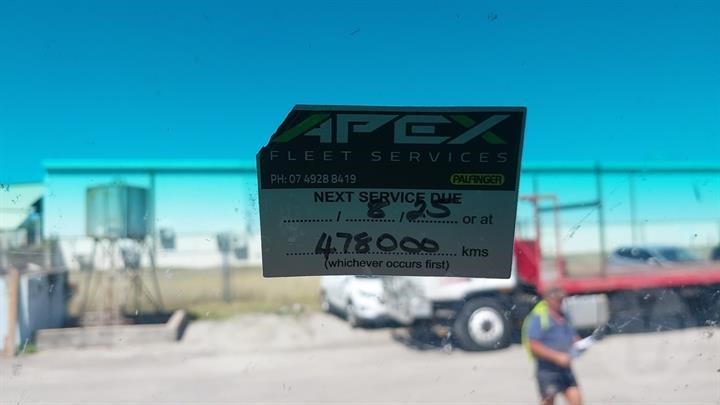 APEX
FLEET SERVICES
PH: 07 4928 8419
PALFINGER
NEXT SERVICE DUE
............/...8.../.25..... or at
...478000... kms
(whichever occurs first)